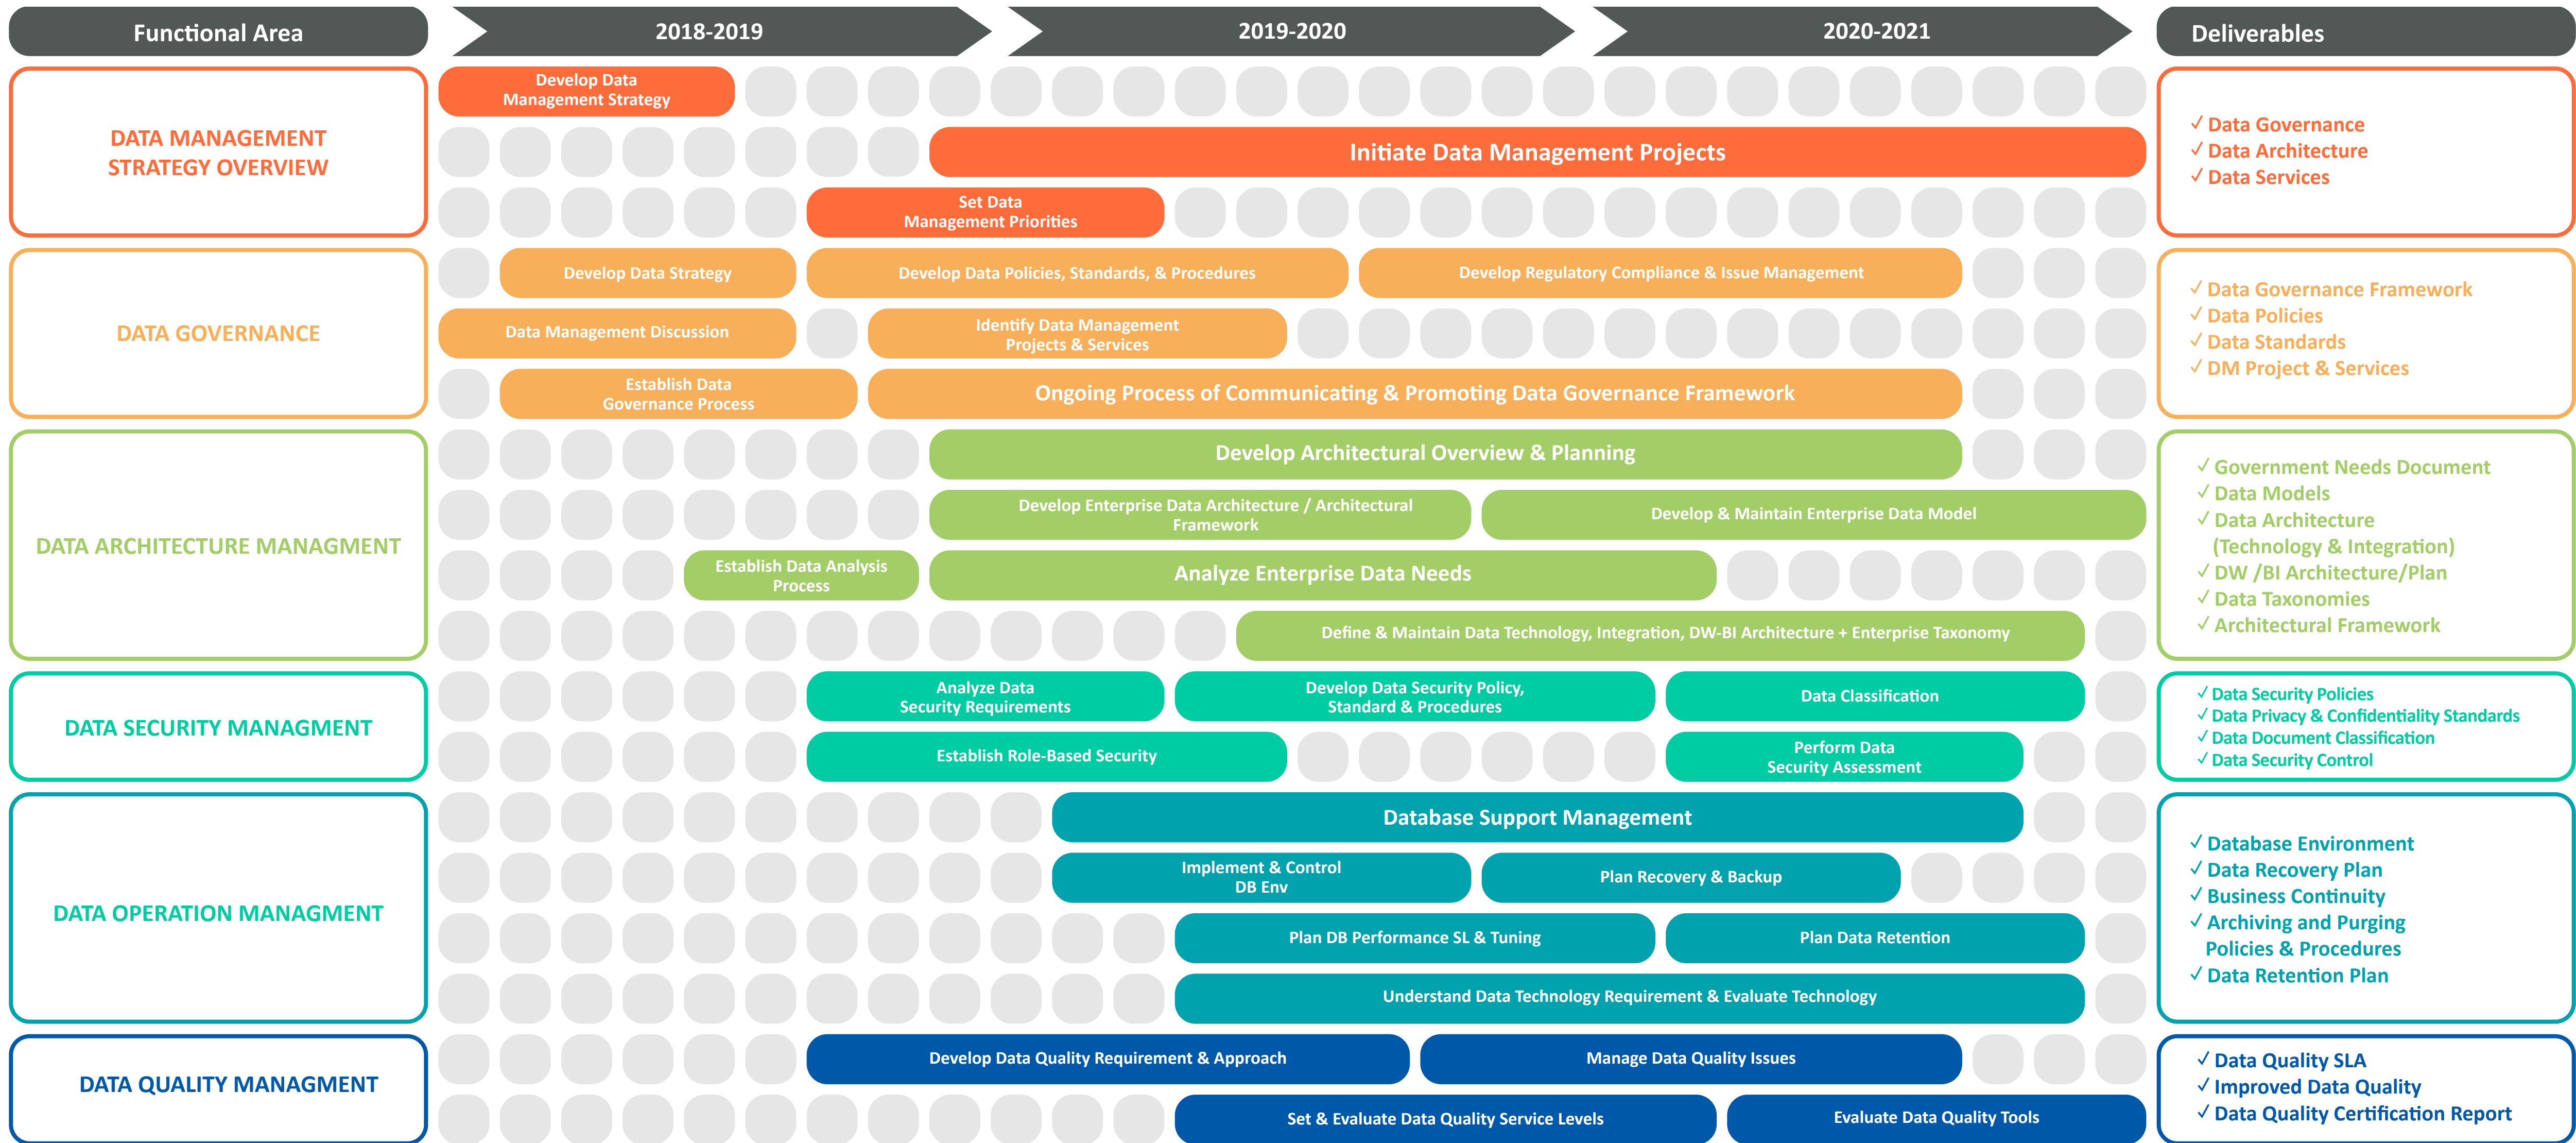 Functional Area
2018-2019
2019-2020
2020-2021
Deliverables
DATA MANAGEMENT
STRATEGY OVERVIEW
Develop Data
Management Strategy
Initiate Data Management Projects
Set Data
Management Priorities
✓ Data Governance
✓ Data Architecture
✓ Data Services
DATA GOVERNANCE
Develop Data Strategy
Develop Data Policies, Standards, & Procedures
Develop Regulatory Compliance & Issue Management
Data Management Discussion
Identify Data Management
Projects & Services
Establish Data
Governance Process
Ongoing Process of Communicating & Promoting Data Governance Framework
✓ Data Governance Framework
✓ Data Policies
✓ Data Standards
✓ DM Project & Services
DATA ARCHITECTURE MANAGMENT
Develop Architectural Overview & Planning
Develop Enterprise Data Architecture / Architectural
Framework
Develop & Maintain Enterprise Data Model
Establish Data Analysis
Process
Analyze Enterprise Data Needs
Define & Maintain Data Technology, Integration, DW-BI Architecture + Enterprise Taxonomy
✓ Government Needs Document
✓ Data Models
✓ Data Architecture
(Technology & Integration)
✓ DW /BI Architecture/Plan
✓ Data Taxonomies
✓ Architectural Framework
DATA SECURITY MANAGMENT
Analyze Data
Security Requirements
Develop Data Security Policy,
Standard & Procedures
Data Classification
Establish Role-Based Security
Perform Data
Security Assessment
✓ Data Security Policies
✓ Data Privacy & Confidentiality Standards
✓ Data Document Classification
✓ Data Security Control
DATA OPERATION MANAGMENT
Database Support Management
Implement & Control
DB Env
Plan Recovery & Backup
Plan DB Performance SL & Tuning
Plan Data Retention
Understand Data Technology Requirement & Evaluate Technology
✓ Database Environment
✓ Data Recovery Plan
✓ Business Continuity
✓ Archiving and Purging
Policies & Procedures
✓ Data Retention Plan
DATA QUALITY MANAGMENT
Develop Data Quality Requirement & Approach
Manage Data Quality Issues
Set & Evaluate Data Quality Service Levels
Evaluate Data Quality Tools
✓ Data Quality SLA
✓ Improved Data Quality
✓ Data Quality Certification Report